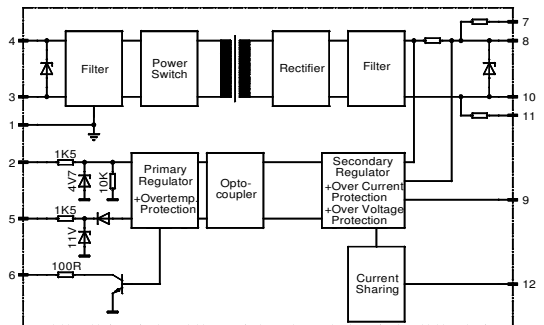 7
4
8
Filter
Power
Switch
Rectifier
Filter
3
10
1
11
2
1K5
4V7
10K
Primary
Regulator
+Overtemp.
Protection
Opto-
coupler
Secondary
Regulator
+Over Current
Protection
+Over Voltage
Protection
9
5
1K5
11V
6
100R
Current
Sharing
12